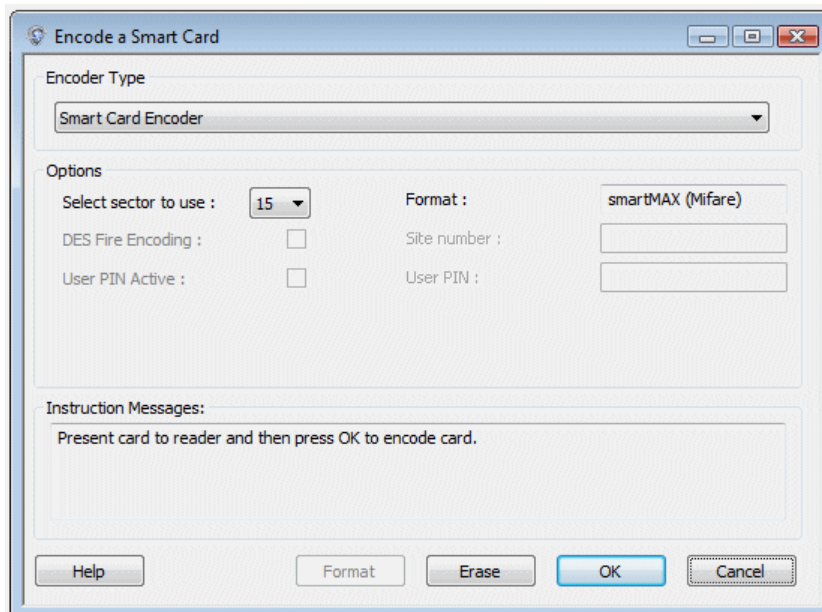 Encode a Smart Card
Encoder Type
Smart Card Encoder
Options
Select sector to use : 15 Format : smartMAX (Mifare)
DES Fire Encoding : Site number :
User PIN Active : User PIN :
Instruction Messages:
Present card to reader and then press OK to encode card.
Help Format Erase OK Cancel